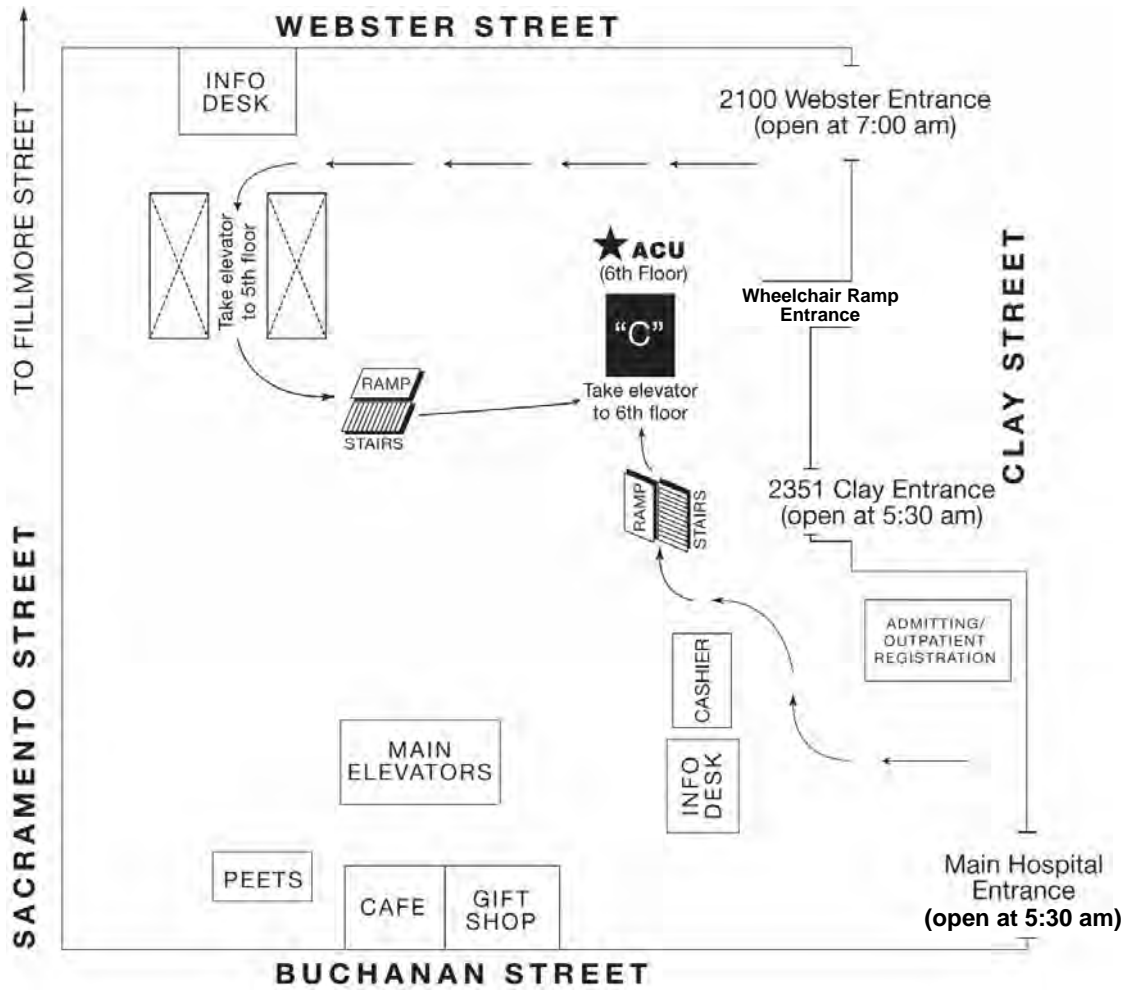 WEBSTER STREET
TO FILLMORE STREET
INFO
DESK
2100 Webster Entrance
(open at 7:00 am)
Take elevator
to 5th floor
ACU
(6th Floor)
"C"
Take elevator
to 6th floor
Wheelchair Ramp
Entrance
CLAY STREET
RAMP
STAIRS
RAMP
STAIRS
2351 Clay Entrance
(open at 5:30 am)
SACRAMENTO STREET
ADMITTING/
OUTPATIENT
REGISTRATION
CASHIER
MAIN
ELEVATORS
INFO
DESK
PEETS
CAFE
GIFT
SHOP
Main Hospital
Entrance
(open at 5:30 am)
BUCHANAN STREET